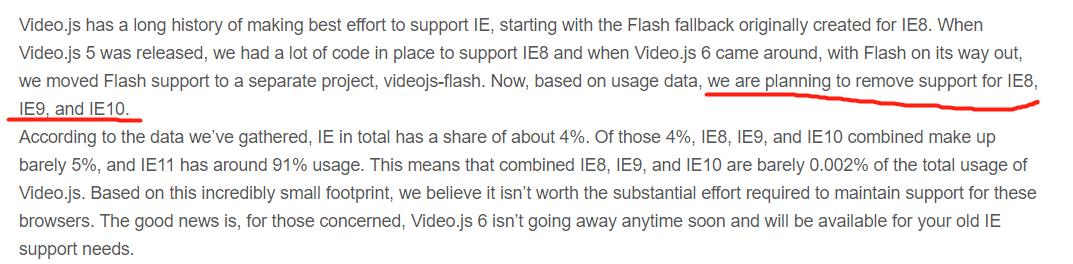 Video.js has a long history of making best effort to support IE, starting with the Flash fallback originally created for IE8. When
Video.js 5 was released, we had a lot of code in place to support IE8 and when Video.js 6 came around, with Flash on its way out,
we moved Flash support to a separate project, videojs-flash. Now, based on usage data, we are planning to remove support for IE8,
IE9, and IE10.
According to the data we’ve gathered, IE in total has a share of about 4%. Of those 4%, IE8, IE9, and IE10 combined make up
barely 5%, and IE11 has around 91% usage. This means that combined IE8, IE9, and IE10 are barely 0.002% of the total usage of
Video.js. Based on this incredibly small footprint, we believe it isn’t worth the substantial effort required to maintain support for these
browsers. The good news is, for those concerned, Video.js 6 isn’t going away anytime soon and will be available for your old IE
support needs.